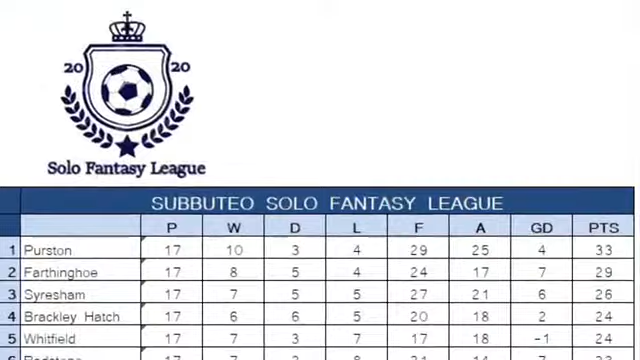 20 20
Solo Fantasy League
SUBBUTEO SOLO FANTASY LEAGUE
P W D L F A GD PTS
1 Purston 17 10 3 4 29 25 4 33
2 Farthinghoe 17 8 5 4 24 17 7 29
3 Syresham 17 7 5 5 27 21 6 26
4 Brackley Hatch 17 6 6 5 20 18 2 24
5 Whitfield 17 7 3 7 17 18 -1 24